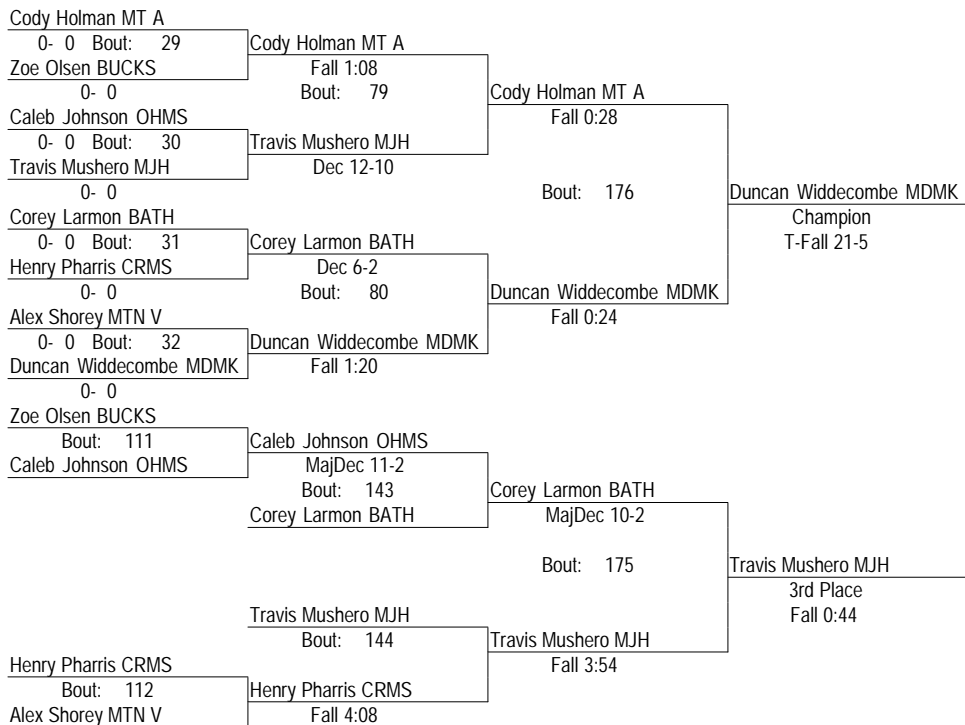 Cody Holman MT A
0- 0 Bout: 29 Cody Holman MT A
Zoe Olsen BUCKS Fall 1:08
0- 0 Bout: 79 Cody Holman MT A
Caleb Johnson OHMS Fall 0:28
0- 0 Bout: 30 Travis Mushero MJH
Travis Mushero MJH Dec 12-10
0- 0 Bout: 176 Duncan Widdecombe MDMK
Corey Larmon BATH Champion
0- 0 Bout: 31 Corey Larmon BATH T-Fall 21-5
Henry Pharris CRMS Dec 6-2
0- 0 Bout: 80 Duncan Widdecombe MDMK
Alex Shorey MTN V Fall 0:24
0- 0 Bout: 32 Duncan Widdecombe MDMK
Duncan Widdecombe MDMK Fall 1:20
0- 0
Zoe Olsen BUCKS
Bout: 111 Caleb Johnson OHMS
Caleb Johnson OHMS MajDec 11-2
Bout: 143 Corey Larmon BATH
Corey Larmon BATH MajDec 10-2
Bout: 175 Travis Mushero MJH
3rd Place
Travis Mushero MJH Fall 0:44
Bout: 144 Travis Mushero MJH
Henry Pharris CRMS Fall 3:54
Bout: 112 Henry Pharris CRMS
Alex Shorey MTN V Fall 4:08